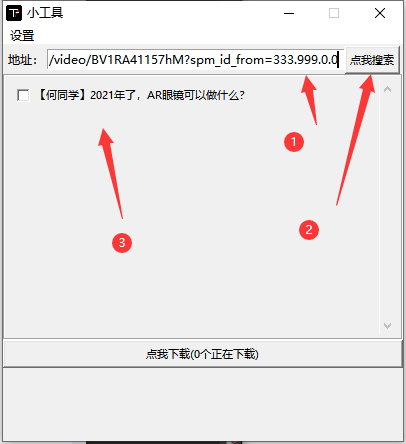 下 小工具
设置
地址： /video/BV1RA41157hM?spm_id_from=333.999.0.0 点我搜索
【何同学】2021年了，AR眼镜可以做什么？
1
2
3
点我下载(0个正在下载)